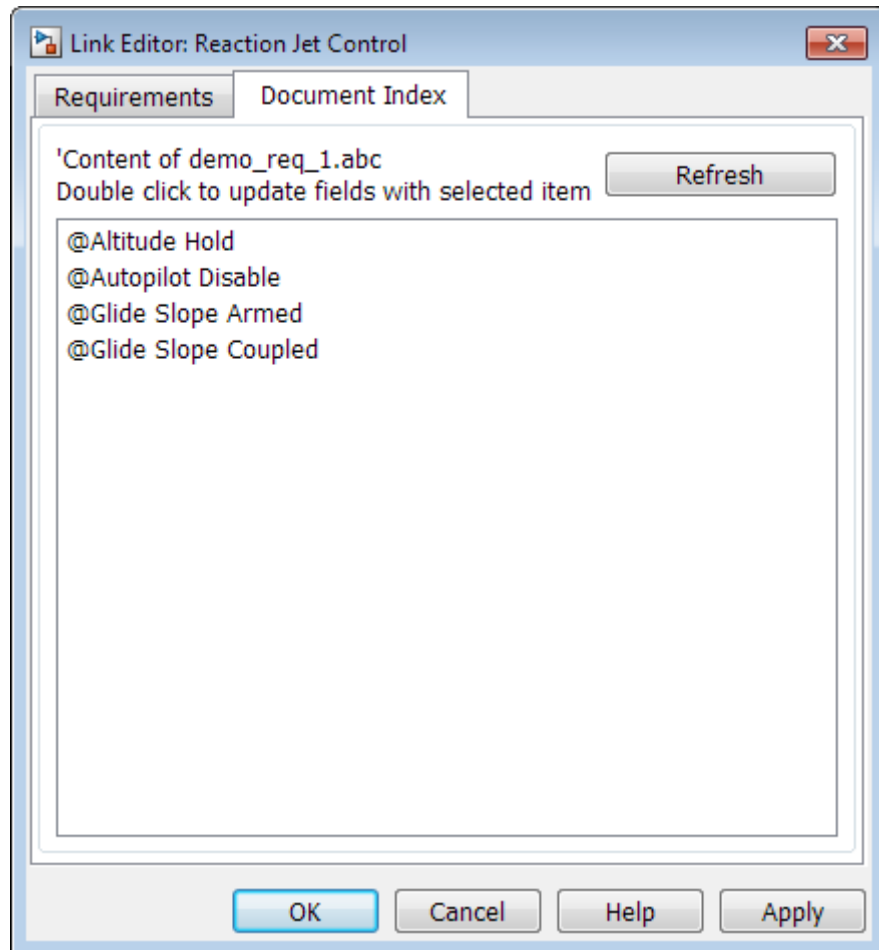 Link Editor: Reaction Jet Control
Requirements
Document Index
'Content of demo_req_1.abc
Double click to update fields with selected item
Refresh
@Altitude Hold
@Autopilot Disable
@Glide Slope Armed
@Glide Slope Coupled
OK
Cancel
Help
Apply